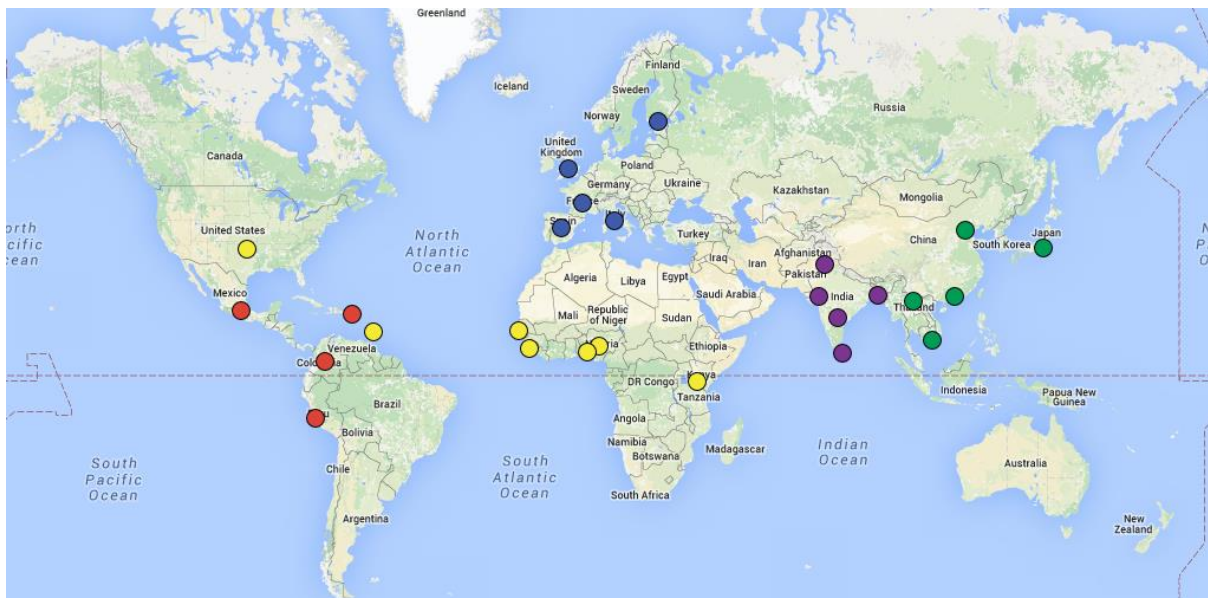 Greenland
Iceland
Finland
Sweden
Norway
Russia
United
Kingdom
Canada
Poland
Germany
Ukraine
Kazakhstan
Mongolia
Spain
Italy
Turkey
United States
North
Atlantic
Ocean
China
South Korea
Japan
Afghanistan
Iraq
Iran
Pakistan
Algeria
Libya
Egypt
Saudi Arabia
India
Mexico
Mali
Republic
of Niger
Sudan
Thailand
Ethiopia
Venezuela
Kenya
DR Congo
Tanzania
Indonesia
Papua New
Guinea
Brazil
Angola
Bolivia
Namibia
Botswana
Madagascar
Indian
Ocean
South
Pacific
Ocean
Chile
South
Atlantic
Ocean
Australia
South Africa
Argentina
New
Zealand